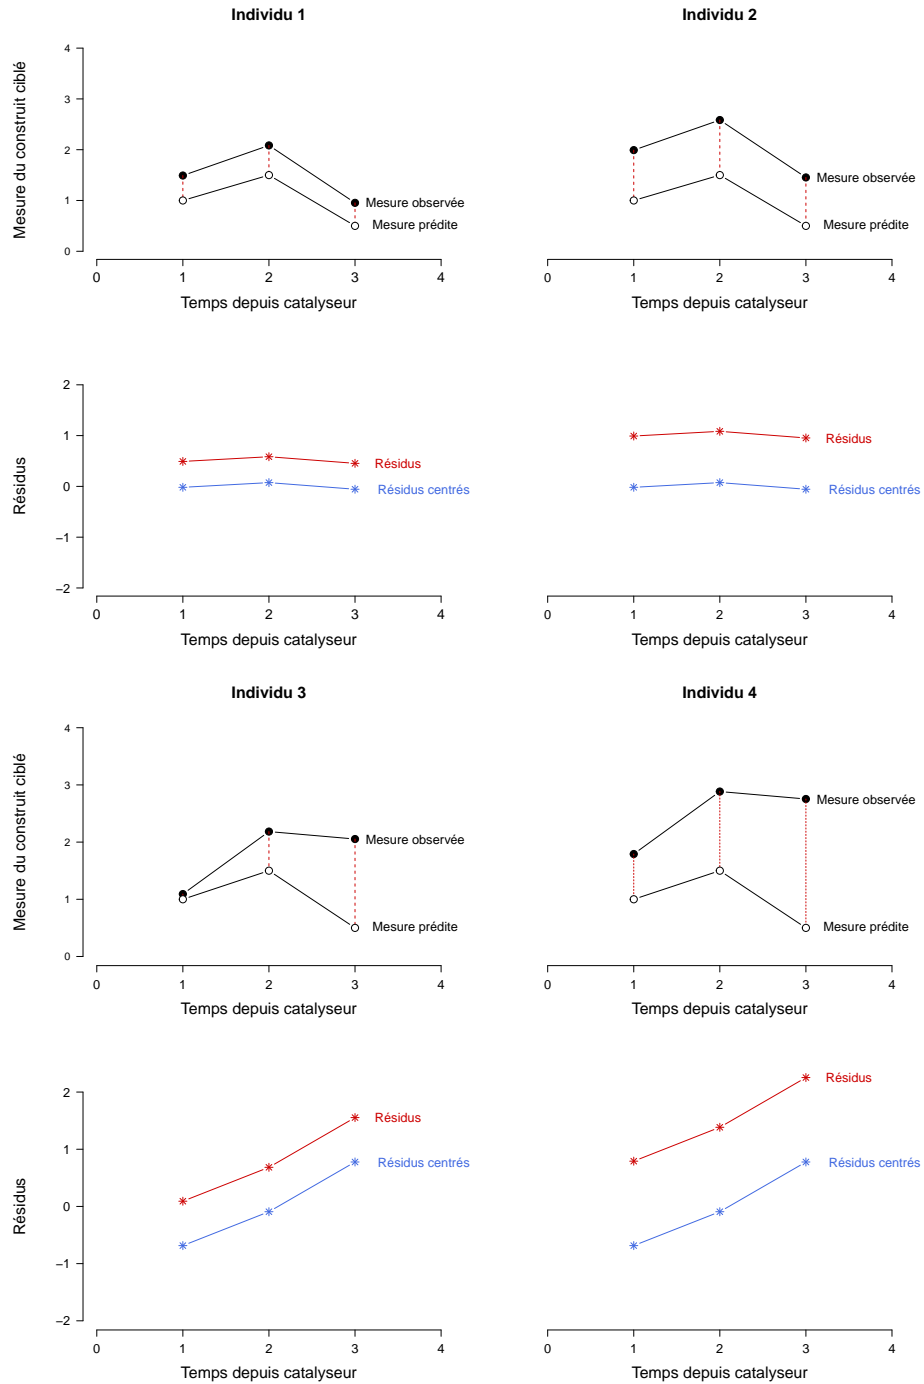 Individu 1
Mesure du construit ciblé
4
3
2
1
0
Mesure observée
Mesure prédite
0 1 2 3 4
Temps depuis catalyseur
Individu 2
Mesure observée
Mesure prédite
0 1 2 3 4
Temps depuis catalyseur
Résidus
2
1
0
−1
−2
Résidus
Résidus centrés
0 1 2 3 4
Temps depuis catalyseur
Résidus
Résidus centrés
0 1 2 3 4
Temps depuis catalyseur
Individu 3
Mesure du construit ciblé
4
3
2
1
0
Mesure observée
Mesure prédite
0 1 2 3 4
Temps depuis catalyseur
Individu 4
Mesure observée
Mesure prédite
0 1 2 3 4
Temps depuis catalyseur
Résidus
2
1
0
−1
−2
Résidus
Résidus centrés
0 1 2 3 4
Temps depuis catalyseur
Résidus
Résidus centrés
0 1 2 3 4
Temps depuis catalyseur